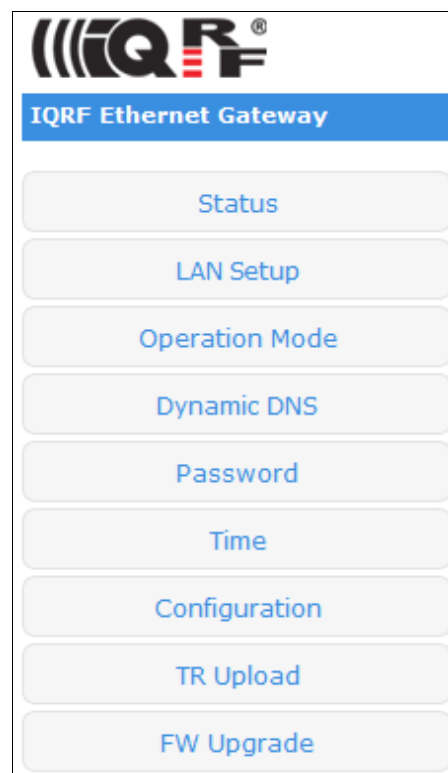 IQRF®
IQRF Ethernet Gateway
Status
LAN Setup
Operation Mode
Dynamic DNS
Password
Time
Configuration
TR Upload
FW Upgrade